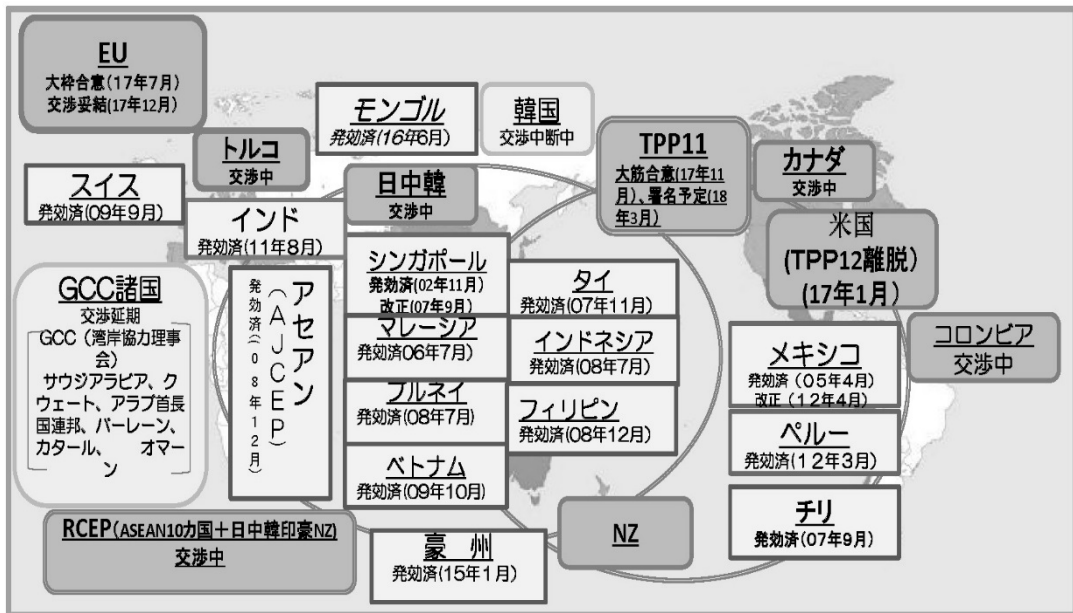 EU
大枠合意(17年7月)
交渉妥結(17年12月)
モンゴル
発効済(16年6月)
韓国
交渉中断中
TPP11
大筋合意(17年11
月)、署名予定(18
年3月)
カナダ
交渉中
トルコ
交渉中
スイス
発効済(09年9月)
インド
発効済(11年8月)
日中韓
交渉中
米国
(TPP12離脱)
(17年1月)
GCC諸国
交渉延期
GCC(湾岸協力理事
会)
サウジアラビア、ク
ウェート、アラブ首長
国連邦、バーレーン、
カタール、 オマー
ン
アセアン
(AJCEP)
発効済(08年12月)
シンガポール
発効済(02年11月)
改正(07年9月)
タイ
発効済(07年11月)
マレーシア
発効済06年7月)
インドネシア
発効済(08年7月)
ブルネイ
発効済(08年7月)
フィリピン
発効済(08年12月)
ベトナム
発効済(09年10月)
コロンビア
交渉中
メキシコ
発効済(05年4月)
改正(12年4月)
ペルー
発効済(12年3月)
チリ
発効済(07年9月)
RCEP(ASEAN10カ国+日中韓印豪NZ)
交渉中
豪 州
発効済(15年1月)
NZ